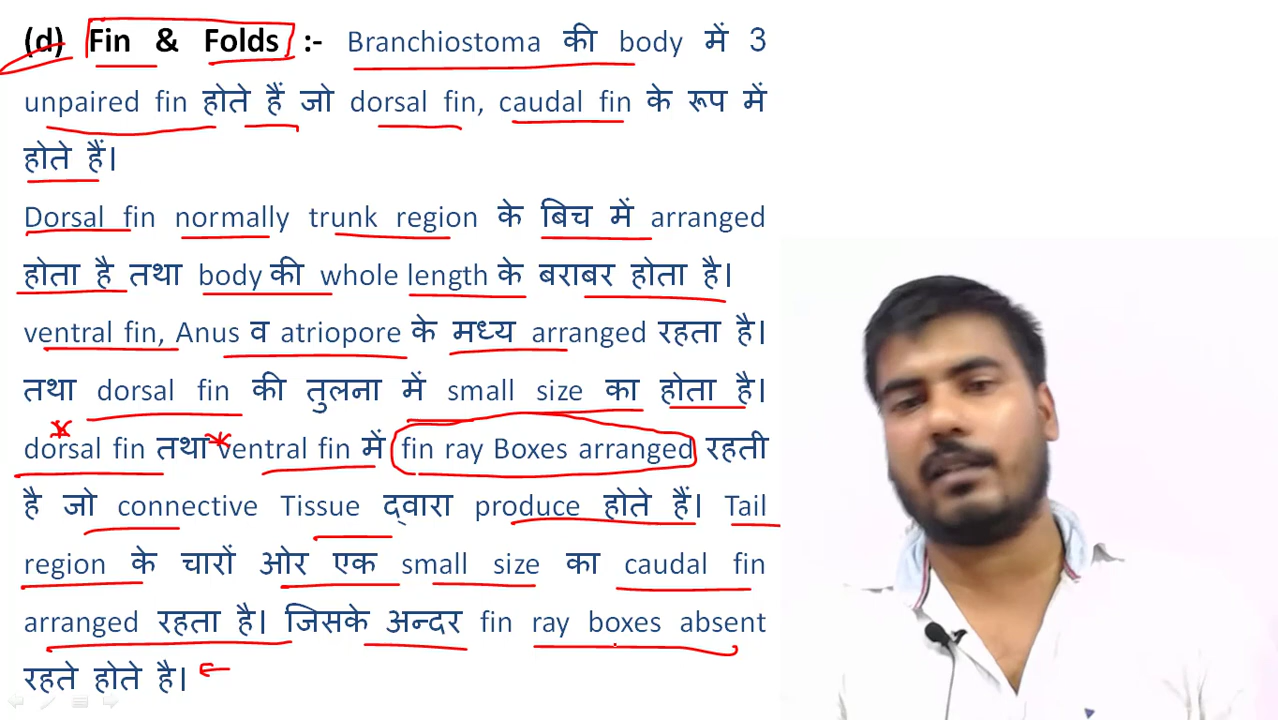 (d) Fin & Folds :- Branchiostoma की body में 3
unpaired fin होते हैं जो dorsal fin, caudal fin के रूप में
होते हैं।
Dorsal fin normally trunk region के बिच में arranged
होता है तथा body की whole length के बराबर होता है।
ventral fin, Anus व atriopore के मध्य arranged रहता है।
तथा dorsal fin की तुलना में small size का होता है।
dorsal fin तथा ventral fin में fin ray Boxes arranged रहती
है जो connective Tissue द्वारा produce होते हैं। Tail
region के चारों ओर एक small size का caudal fin
arranged रहता है। जिसके अन्दर fin ray boxes absent
रहते होते है।